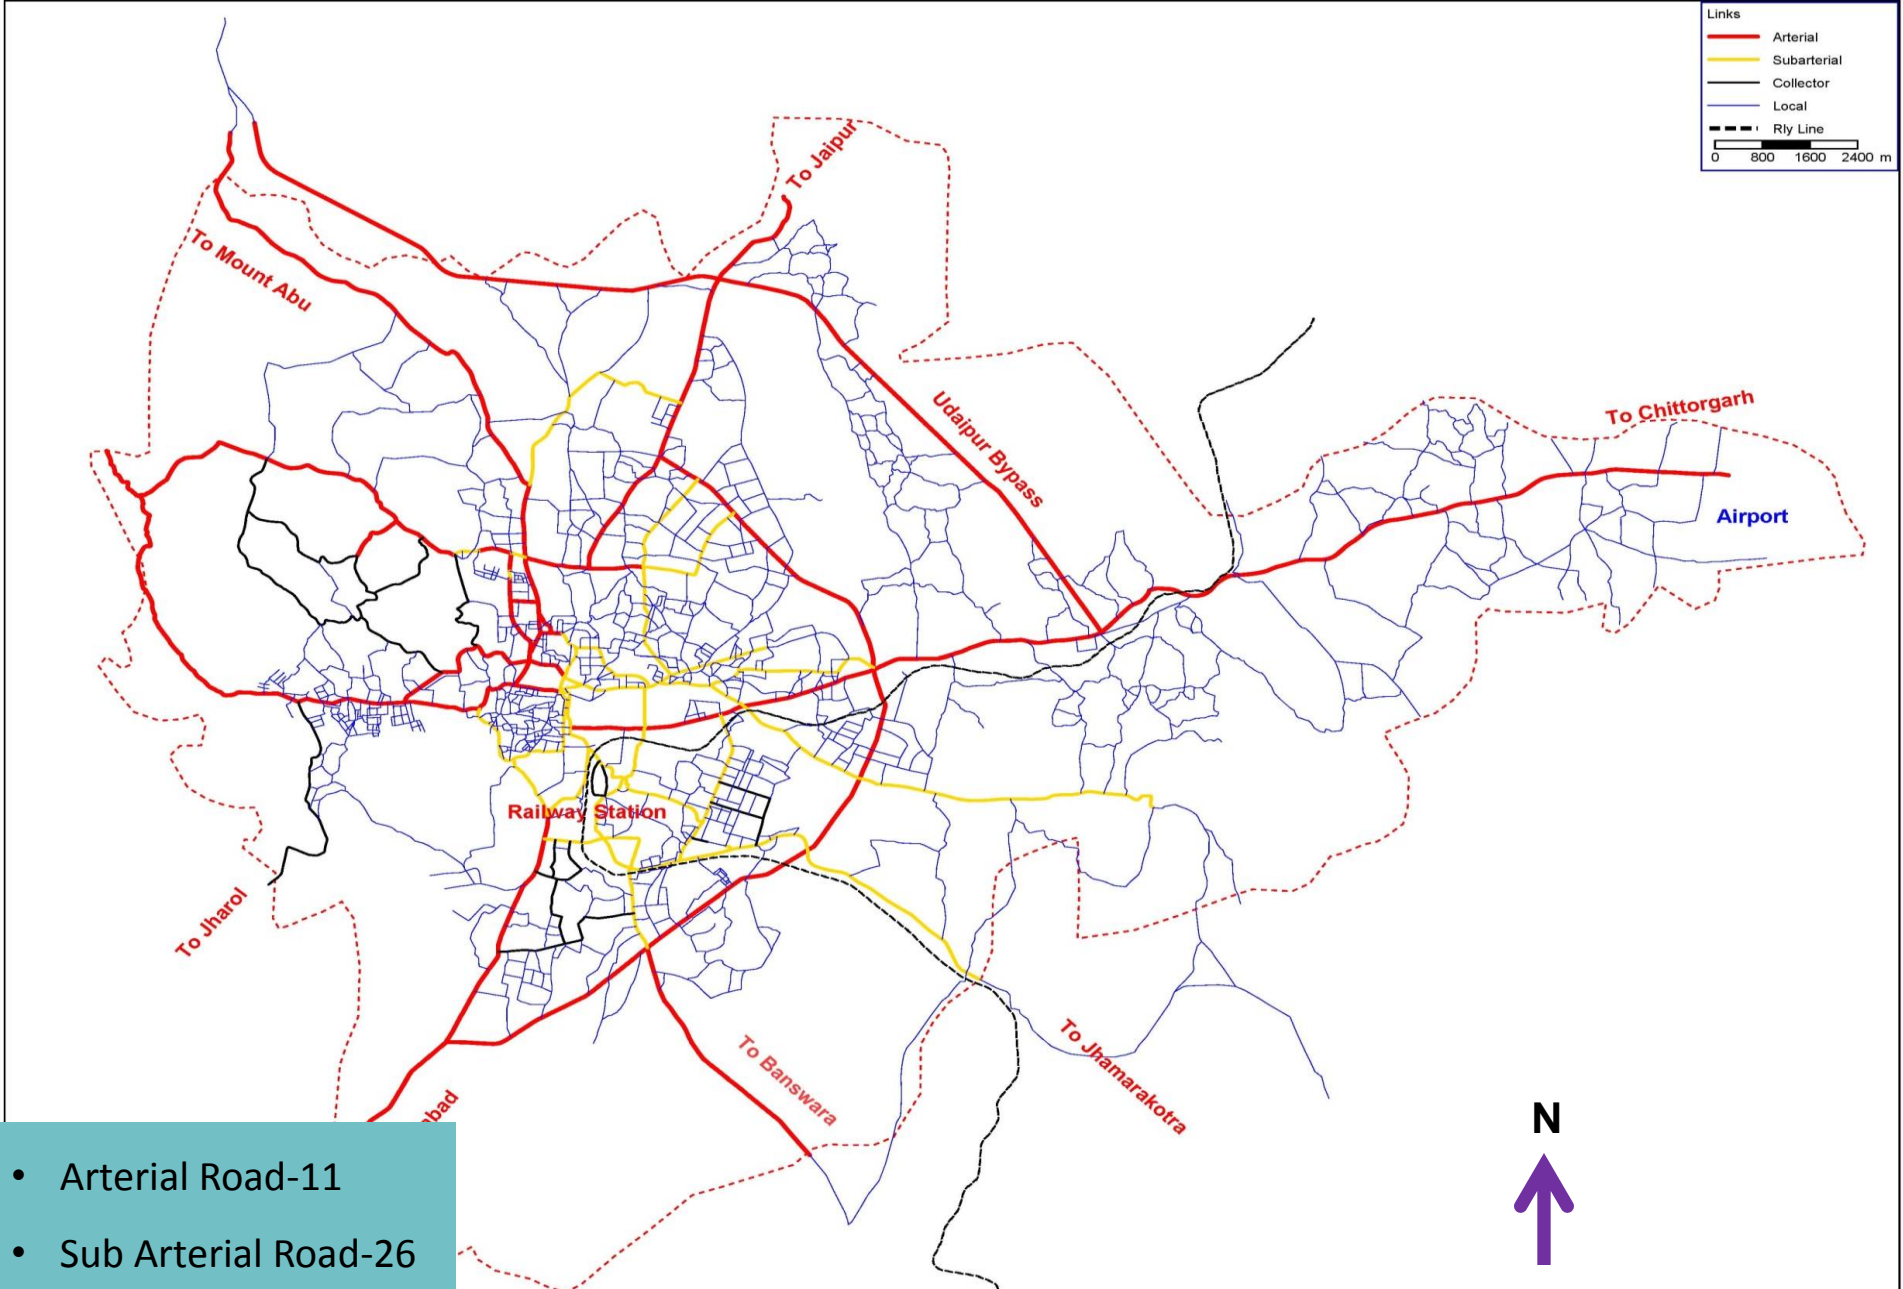 Links
Arterial
Subarterial
Collector
Local
Rly Line
0 800 1600 2400 m
To Jaipur
To Mount Abu
Udaipur Bypass
To Chittorgarh
Airport
Railway Station
To Jharol
To Banswara
To Jhamarakotra
abad
N
• Arterial Road-11
• Sub Arterial Road-26